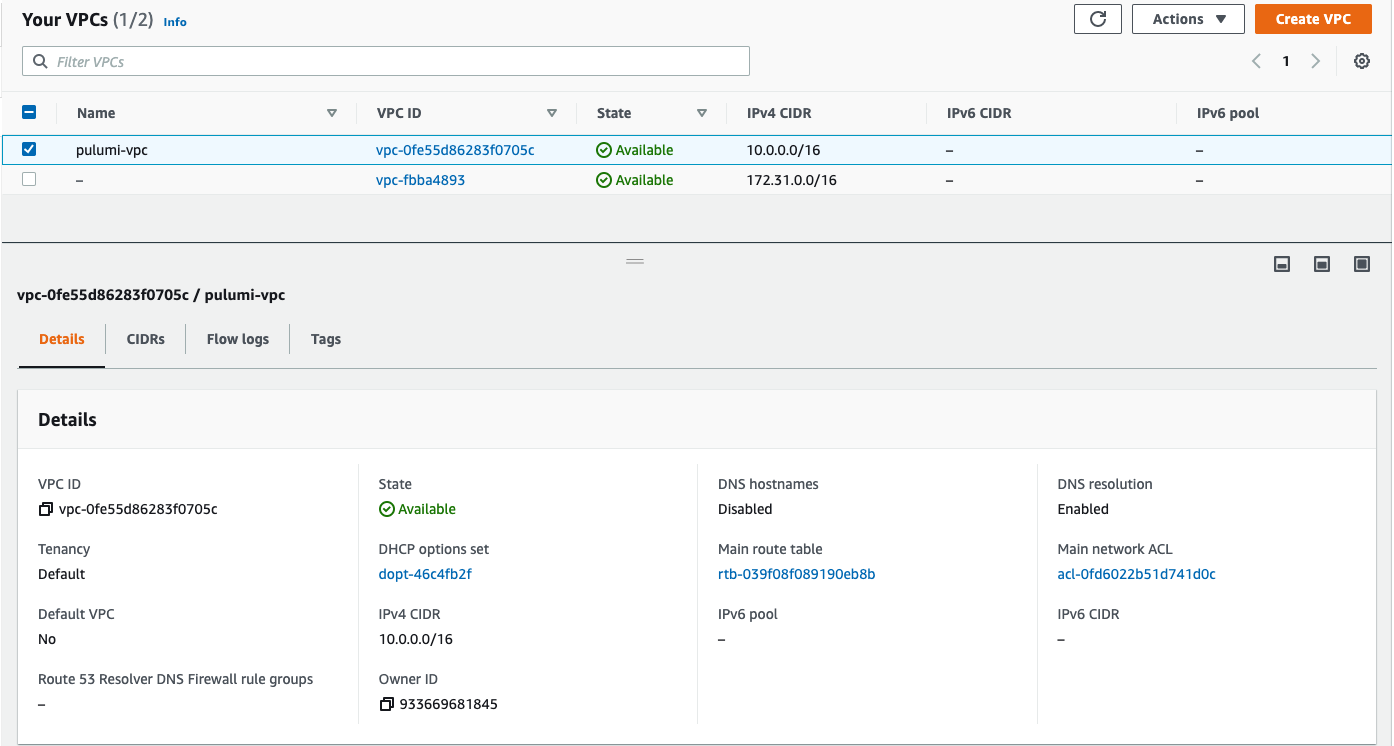 Your VPCs (1/2) Info
Actions
Create VPC
Filter VPCs
1
Name VPC ID State IPv4 CIDR IPv6 CIDR IPv6 pool
pulumi-vpc vpc-0fe55d86283f0705c Available 10.0.0.0/16 – –
– vpc-fbba4893 Available 172.31.0.0/16 – –
vpc-0fe55d86283f0705c / pulumi-vpc
Details CIDRs Flow logs Tags
Details
VPC ID State DNS hostnames DNS resolution
vpc-0fe55d86283f0705c Available Disabled Enabled
Tenancy DHCP options set Main route table Main network ACL
Default dopt-46c4fb2f rtb-039f08f089190eb8b acl-0fd6022b51d741d0c
Default VPC IPv4 CIDR IPv6 pool IPv6 CIDR
No 10.0.0.0/16 – –
Route 53 Resolver DNS Firewall rule groups Owner ID
– 933669681845